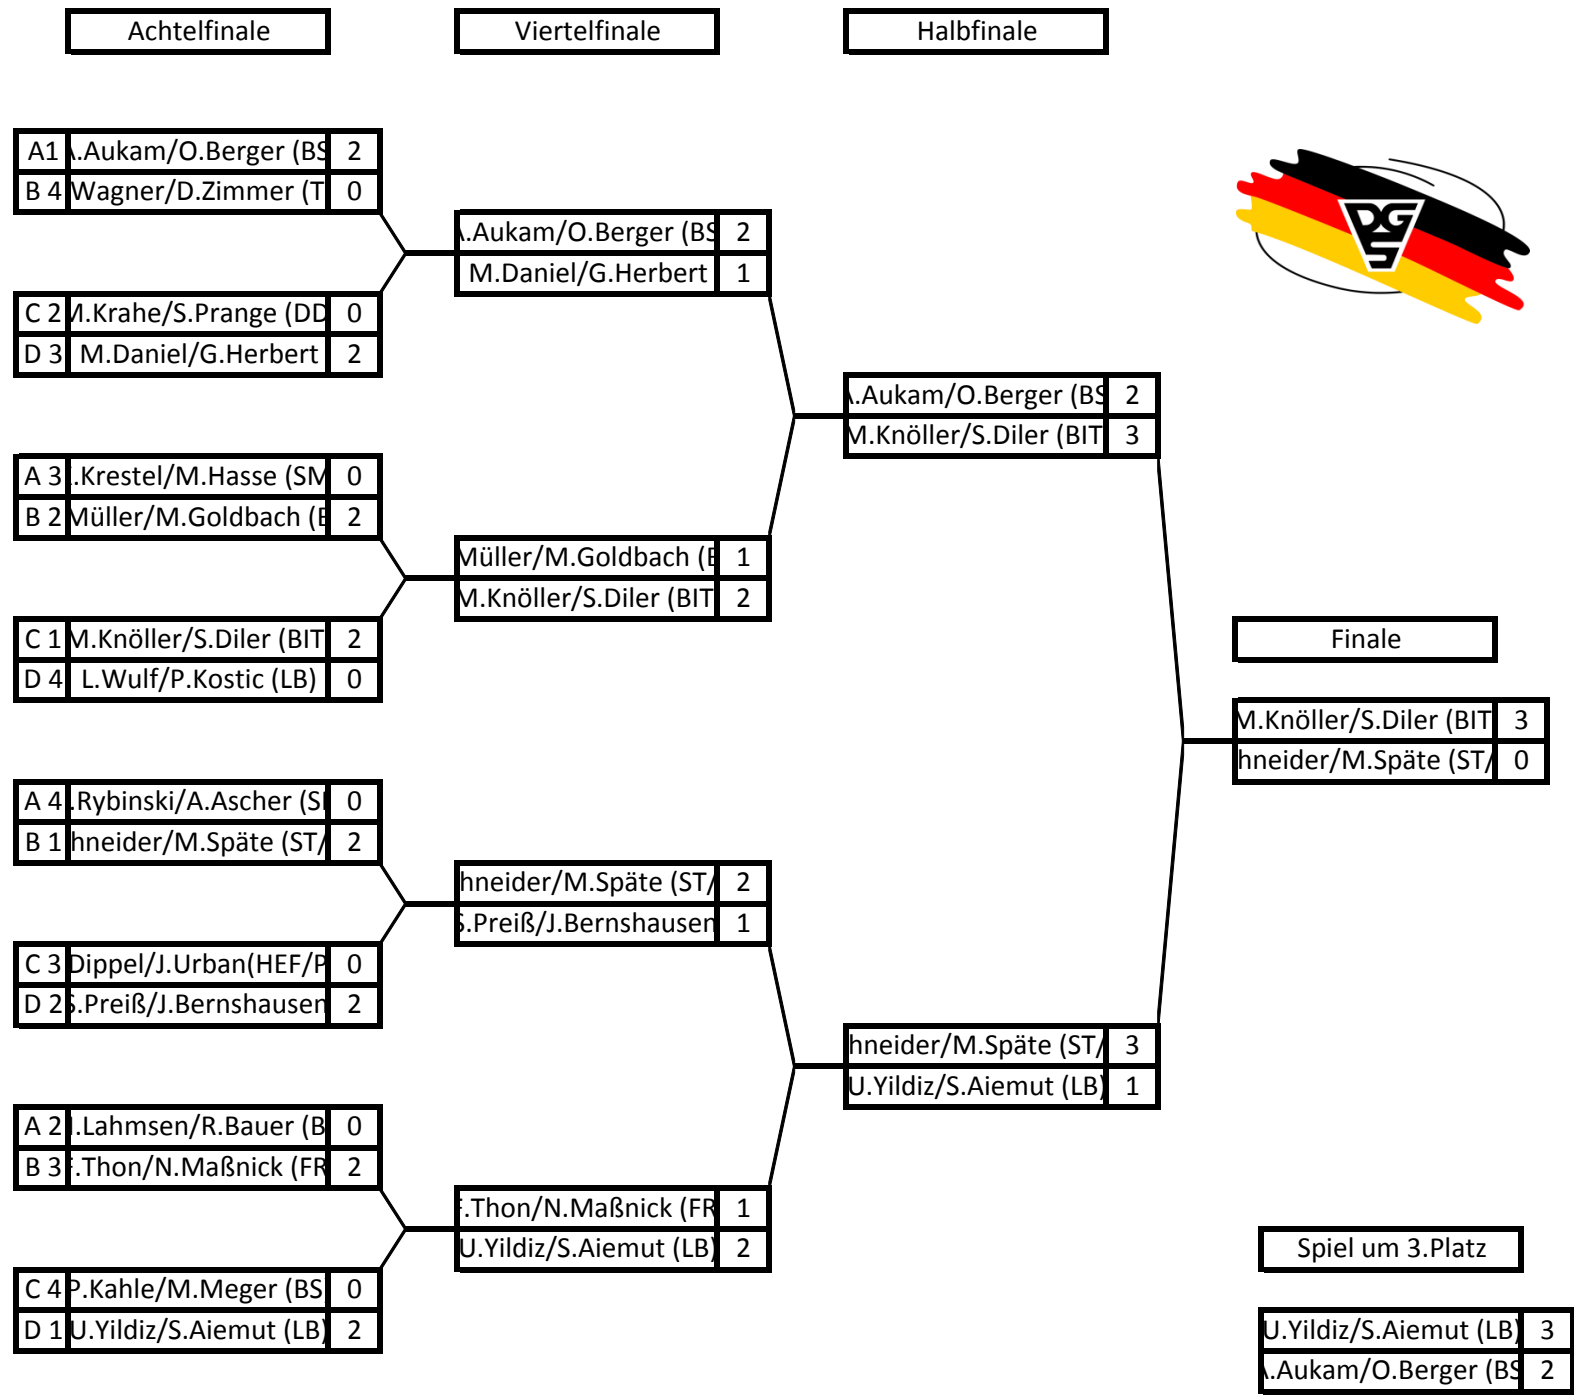 Achtelfinale Viertelfinale Halbfinale
A1 .Aukam/O.Berger (BS 2
B 4 Wagner/D.Zimmer (T 0
.Aukam/O.Berger (BS 2
M.Daniel/G.Herbert 1
C 2 M.Krahe/S.Prange (DD 0
D 3 M.Daniel/G.Herbert 2
DGS
.Aukam/O.Berger (BS 2
M.Knöller/S.Diler (BIT 3
A 3 .Krestel/M.Hasse (SM 0
B 2 Müller/M.Goldbach (B 2
Müller/M.Goldbach (B 1
M.Knöller/S.Diler (BIT 2
C 1 M.Knöller/S.Diler (BIT 2
D 4 L.Wulf/P.Kostic (LB) 0
Finale
M.Knöller/S.Diler (BIT 3
hneider/M.Späte (ST/ 0
A 4 .Rybinski/A.Ascher (S 0
B 1 hneider/M.Späte (ST/ 2
hneider/M.Späte (ST/ 2
S.Preiß/J.Bernshausen 1
C 3 Dippel/J.Urban(HEF/P 0
D 2 S.Preiß/J.Bernshausen 2
hneider/M.Späte (ST/ 3
U.Yildiz/S.Aiemut (LB) 1
A 2 .Lahmsen/R.Bauer (B 0
B 3 F.Thon/N.Maßnick (FR 2
F.Thon/N.Maßnick (FR 1
U.Yildiz/S.Aiemut (LB) 2
C 4 P.Kahle/M.Meger (BS 0
D 1 U.Yildiz/S.Aiemut (LB) 2
Spiel um 3.Platz
U.Yildiz/S.Aiemut (LB) 3
.Aukam/O.Berger (BS 2